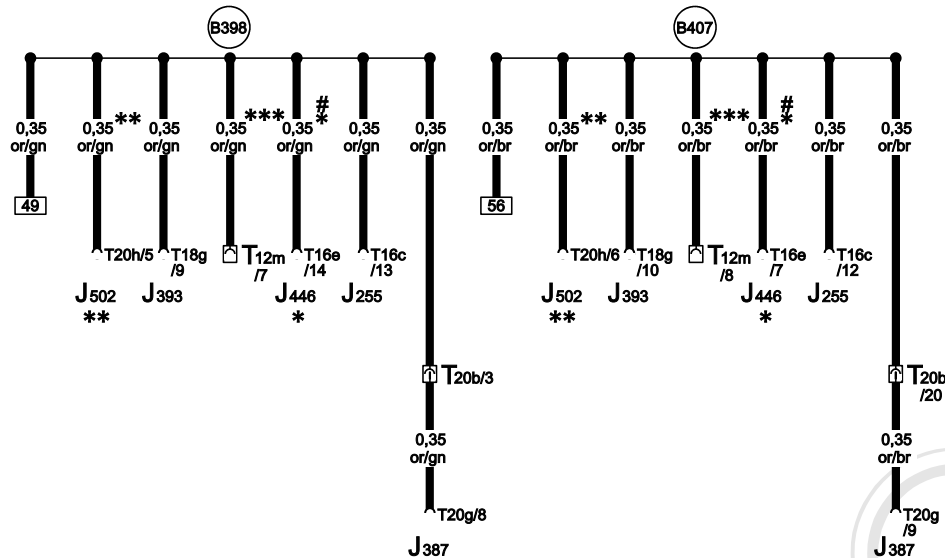 B398 B407
# #
** *** * ** *** *
0,35 0,35 0,35 0,35 0,35 0,35 0,35 0,35 0,35 0,35 0,35 0,35 0,35 0,35
or/gn or/gn or/gn or/gn or/gn or/gn or/gn or/br or/br or/br or/br or/br or/br or/br
49 56
T20h/5 T18g T12m T16e T16c T20h/6 T18g T12m T16e T16c
/9 /7 /14 /13 /10 /8 /7 /12
J502 J393 J446 J255 J502 J393 J446 J255
** * ** *
T20b/3 T20b
/20
0,35 0,35
or/gn or/br
T20g/8 T20g
/9
J387 J387